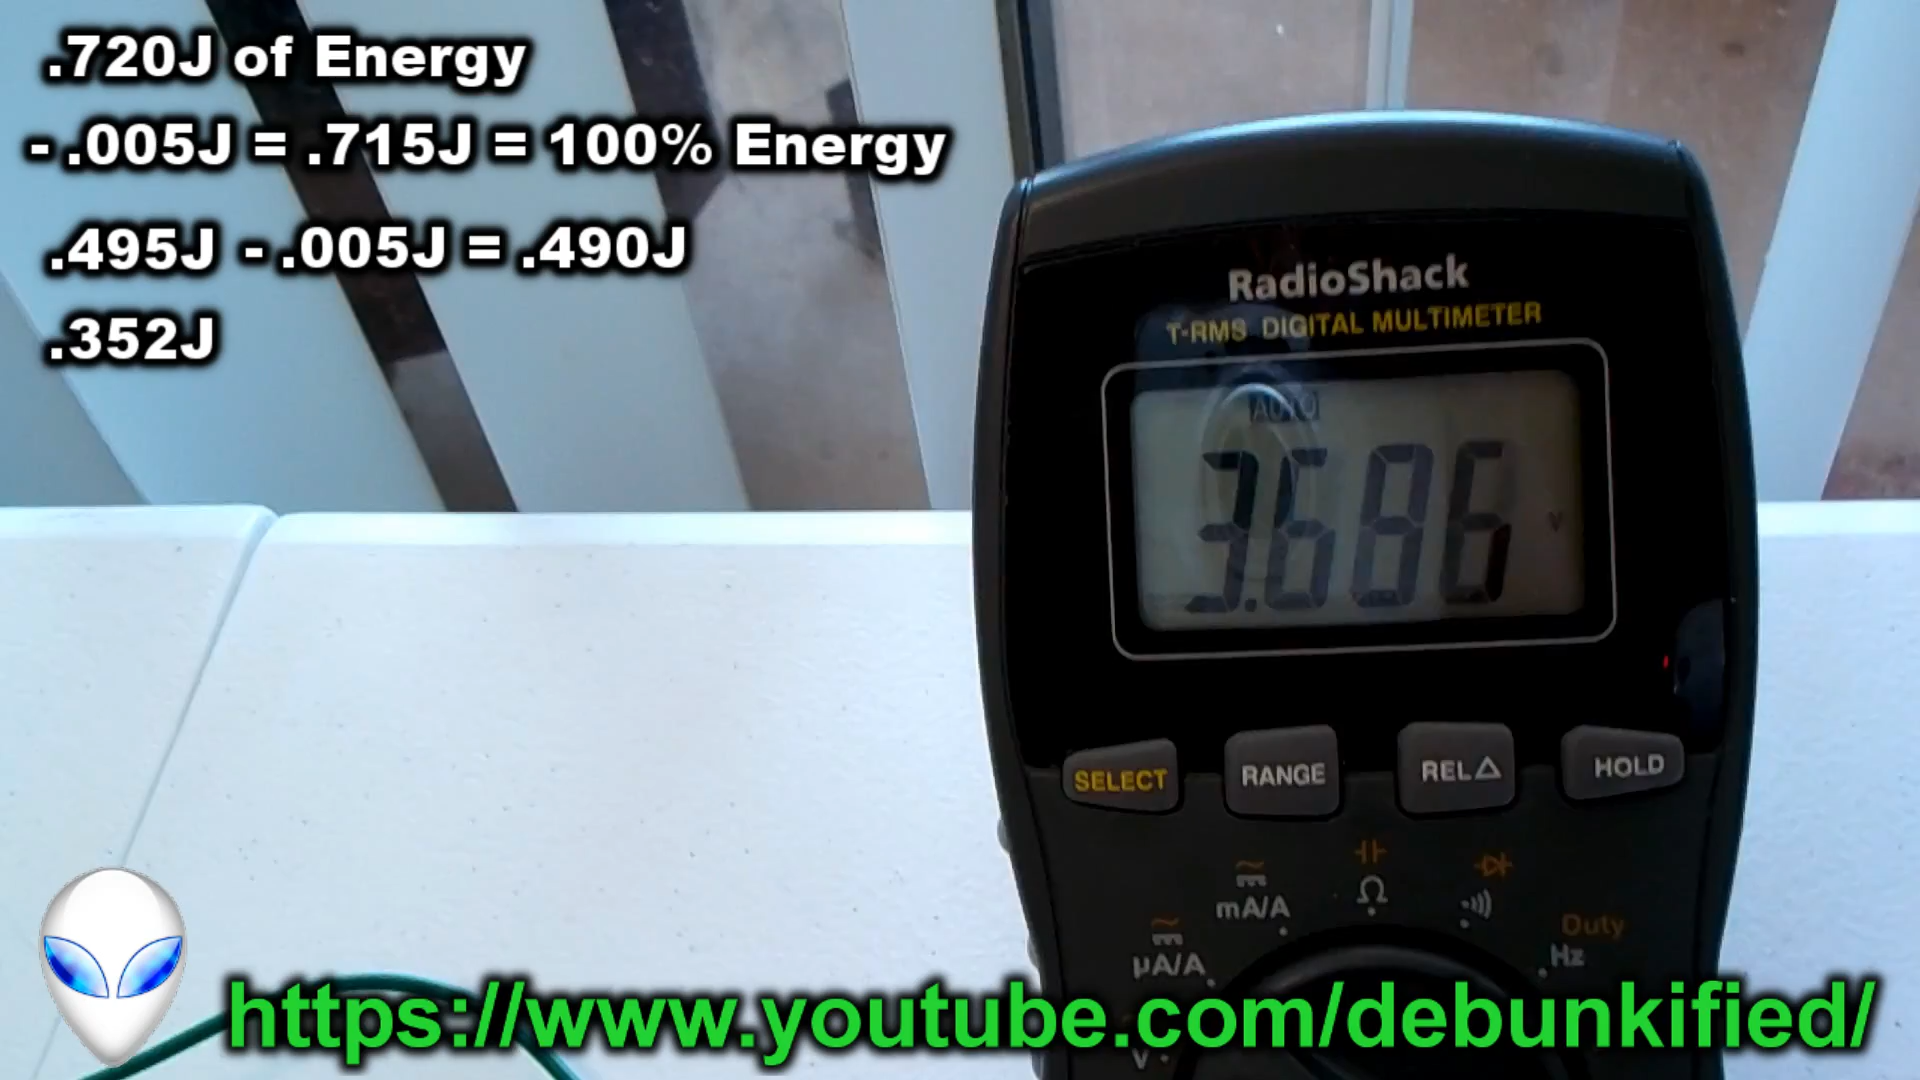 .720J of Energy
- .005J = .715J = 100% Energy
.495J - .005J = .490J
.352J
RadioShack
T-RMS DIGITAL MULTIMETER
AUTO
3.686
V
SELECT
RANGE
REL△
HOLD
mA/A
Ω
Duty
Hz
µA/A
V
https://www.youtube.com/debunkified/